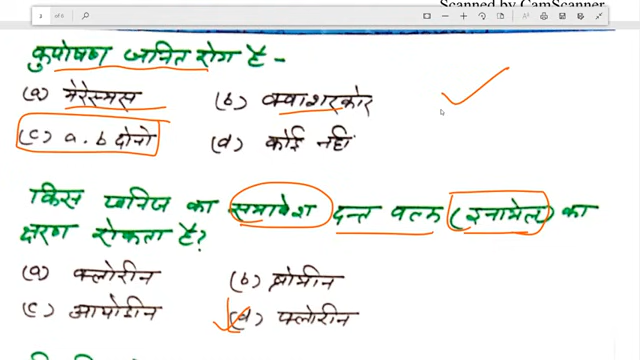 Scanned by CamScanner
कुपोषण जनित रोग है -
(a) मेरेस्मस (b) क्वाशरकोर
(c) a.b दोनो (d) कोई नहीं
किस खनिज का समावेश दन्त वल्क (इनामेल) का
क्षरण रोकता है?
(a) क्लोरीन (b) ब्रोमीन
(c) आयोडीन (d) फ्लोरीन